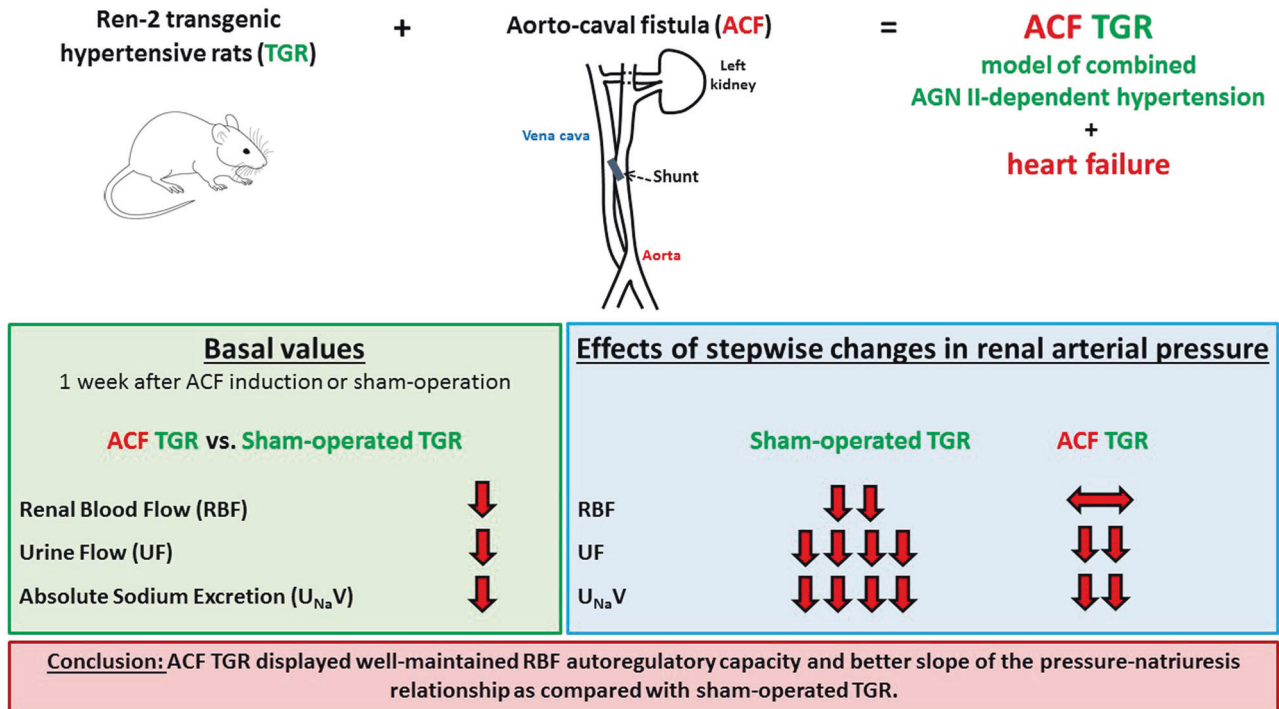 Ren-2 transgenic
hypertensive rats (TGR)
+
Aorto-caval fistula (ACF)
=
ACF TGR
model of combined
AGN II-dependent hypertension
+
heart failure
Left
kidney
Vena cava
Shunt
Aorta
Basal values
1 week after ACF induction or sham-operation
ACF TGR vs. Sham-operated TGR
Renal Blood Flow (RBF)
Urine Flow (UF)
Absolute Sodium Excretion (UNaV)
Effects of stepwise changes in renal arterial pressure
Sham-operated TGR ACF TGR
RBF
UF
UNaV
Conclusion: ACF TGR displayed well-maintained RBF autoregulatory capacity and better slope of the pressure-natriuresis
relationship as compared with sham-operated TGR.